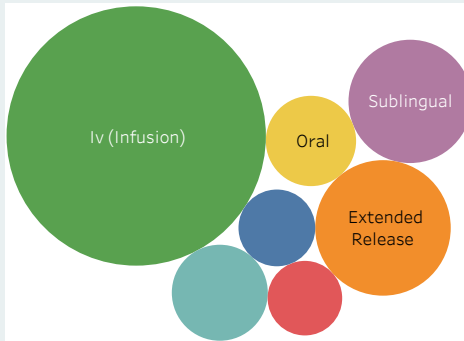 Sublingual
Iv (Infusion)
Oral
Extended
Release